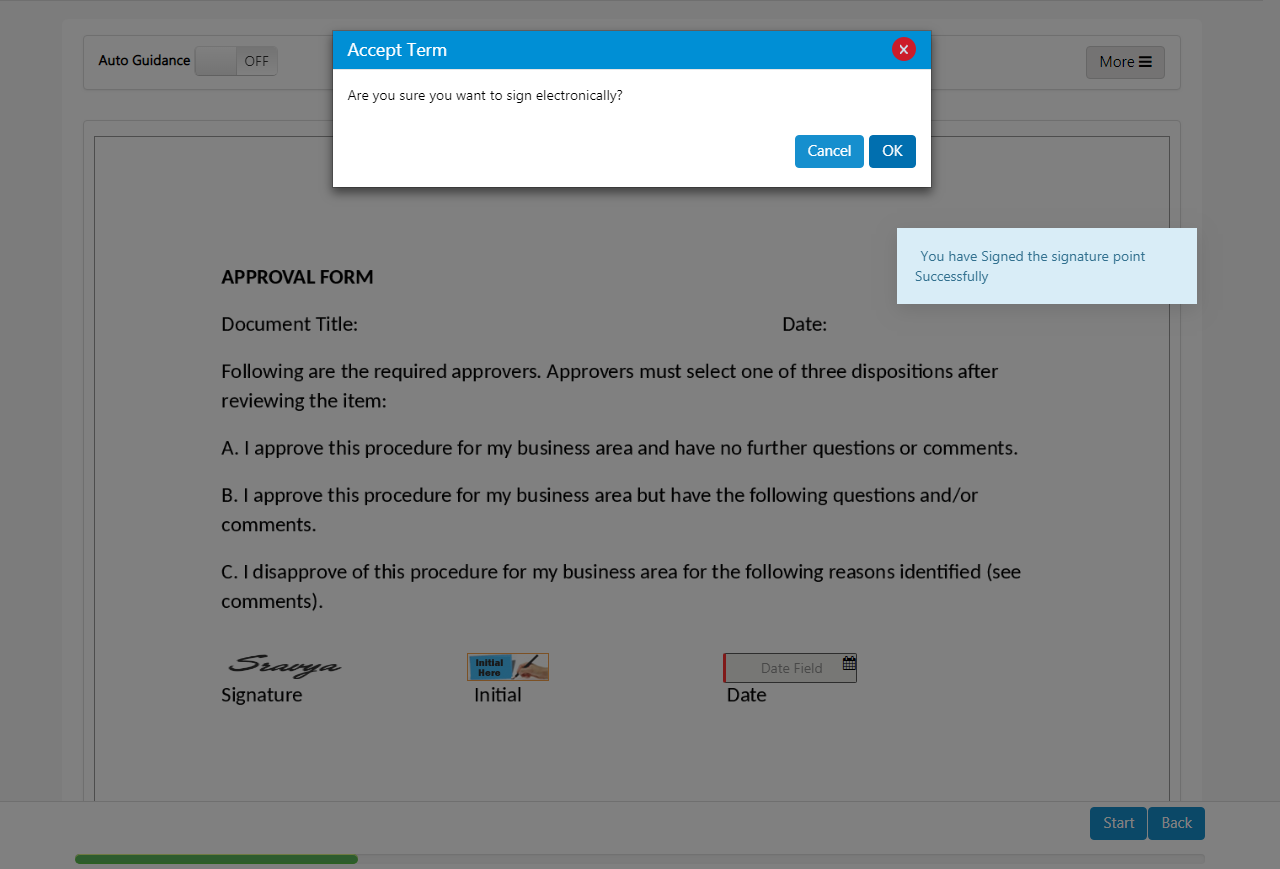 Accept Term
Are you sure you want to sign electronically?
Cancel OK
Auto Guidance OFF
More
You have Signed the signature point
Successfully
APPROVAL FORM
Document Title: Date:
Following are the required approvers. Approvers must select one of three dispositions after
reviewing the item:
A. I approve this procedure for my business area and have no further questions or comments.
B. I approve this procedure for my business area but have the following questions and/or
comments.
C. I disapprove of this procedure for my business area for the following reasons identified (see
comments).
Sravya
Initial
Here
Date Field
Signature Initial Date
Start Back